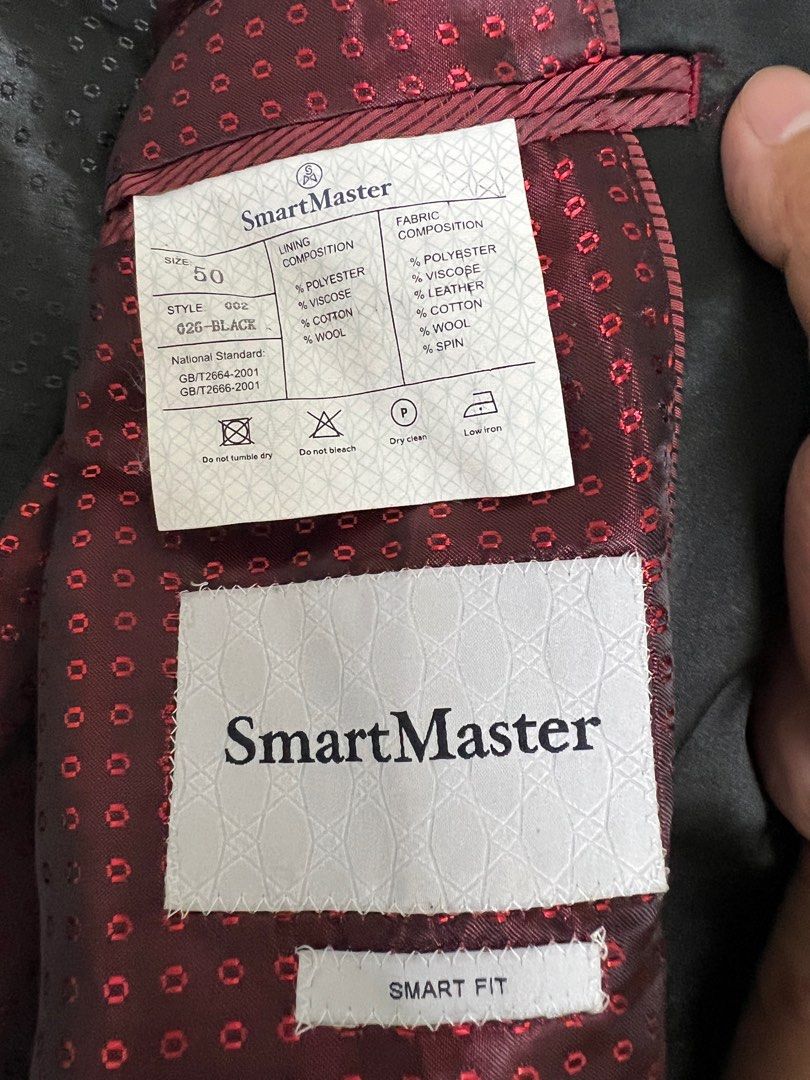 SmartMaster
SIZE: 50
STYLE 002
026-BLACK
National Standard:
GB/T2664-2001
GB/T2666-2001
LINING
COMPOSITION
% POLYESTER
% VISCOSE
% COTTON
% WOOL
FABRIC
COMPOSITION
% POLYESTER
% VISCOSE
% LEATHER
% COTTON
% WOOL
% SPIN
P
Do not tumble dry
Do not bleach
Dry clean
Low iron
SmartMaster
SMART FIT